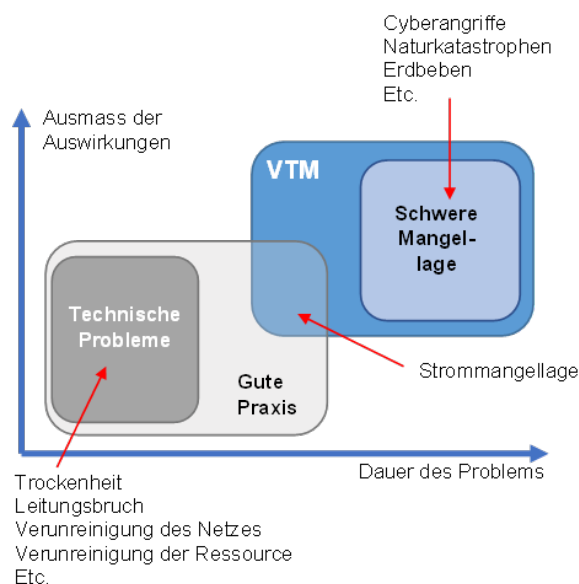 Cyberangriffe
Naturkatastrophen
Erdbeben
Etc.
Ausmass der
Auswirkungen
VTM
Schwere
Mangel-
lage
Technische
Probleme
Gute
Praxis
Strommangellage
Dauer des Problems
Trockenheit
Leitungsbruch
Verunreinigung des Netzes
Verunreinigung der Ressource
Etc.